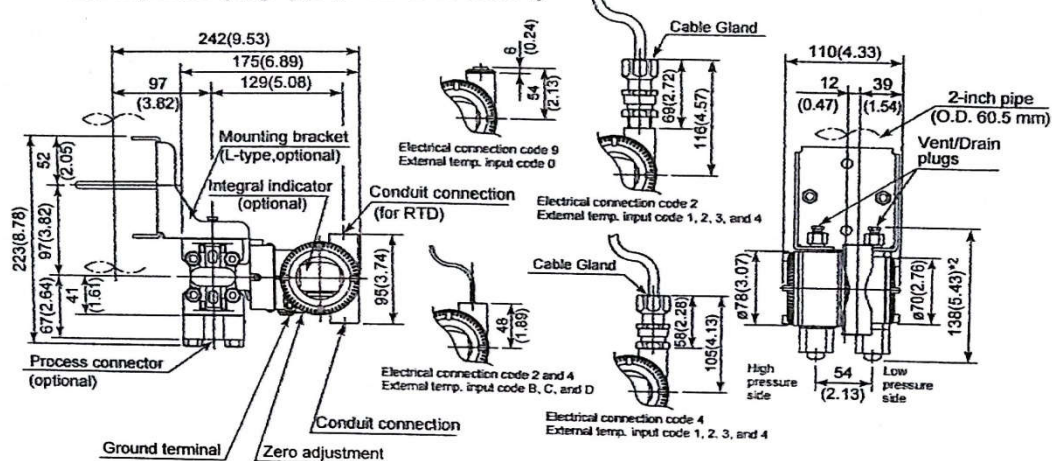 242(9.53)
175(6.89)
97
(3.82)
129(5.08)
Mounting bracket
(L-type,optional)
Integral indicator
(optional)
Conduit connection
(for RTD)
223(8.78)
52
(2.05)
97(3.82)
67(2.64)
41
(1.61)
95(3.74)
Process connector
(optional)
Ground terminal
Zero adjustment
Conduit connection
6
(0.24)
54
(2.13)
Electrical connection code 9
External temp. input code 0
48
(1.89)
Electrical connection code 2 and 4
External temp. input code B, C, and D
Cable Gland
69(2.72)
116(4.57)
Electrical connection code 2
External temp. input code 1, 2, 3, and 4
Cable Gland
58(2.28)
105(4.13)
Electrical connection code 4
External temp. input code 1, 2, 3, and 4
110(4.33)
12
(0.47)
39
(1.54)
2-inch pipe
(O.D. 60.5 mm)
Vent/Drain
plugs
ø78(3.07)
ø70(2.76)
138(5.43)*2
High
pressure
side
54
(2.13)
Low
pressure
side